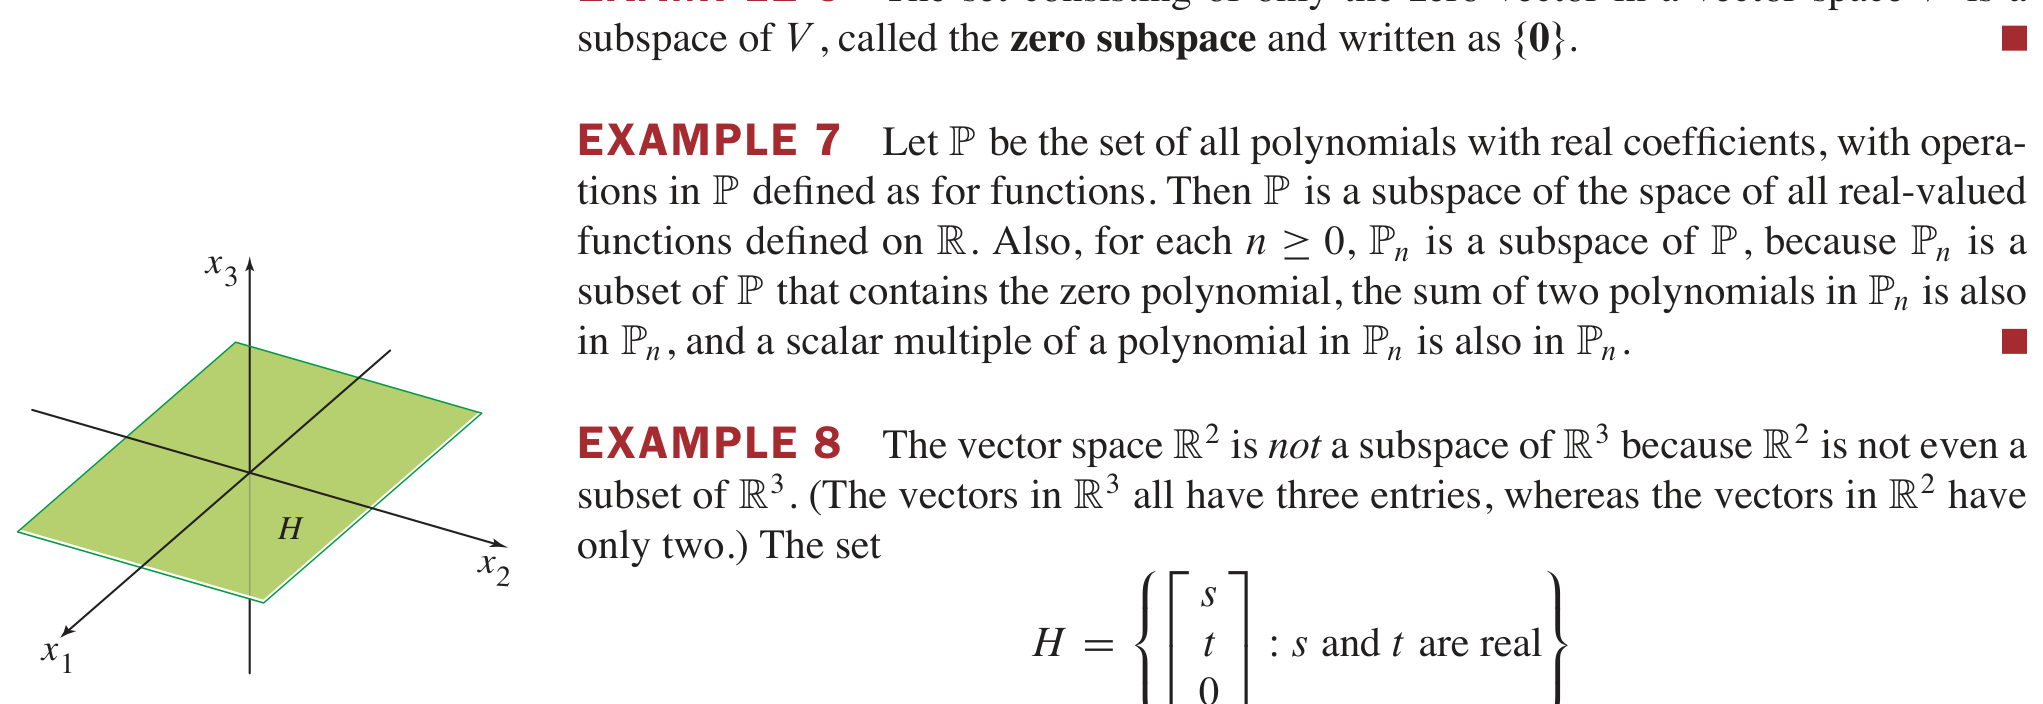 subspace of V, called the zero subspace and written as {0}.
EXAMPLE 7 Let ℙ be the set of all polynomials with real coefficients, with opera-
tions in ℙ defined as for functions. Then ℙ is a subspace of the space of all real-valued
functions defined on ℝ. Also, for each n ≥ 0, ℙₙ is a subspace of ℙ, because ℙₙ is a
subset of ℙ that contains the zero polynomial, the sum of two polynomials in ℙₙ is also
in ℙₙ, and a scalar multiple of a polynomial in ℙₙ is also in ℙₙ.
EXAMPLE 8 The vector space ℝ² is not a subspace of ℝ³ because ℝ² is not even a
subset of ℝ³. (The vectors in ℝ³ all have three entries, whereas the vectors in ℝ² have
only two.) The set
H = { [ s t 0 ] : s and t are real }
x₃
H
x₂
x₁